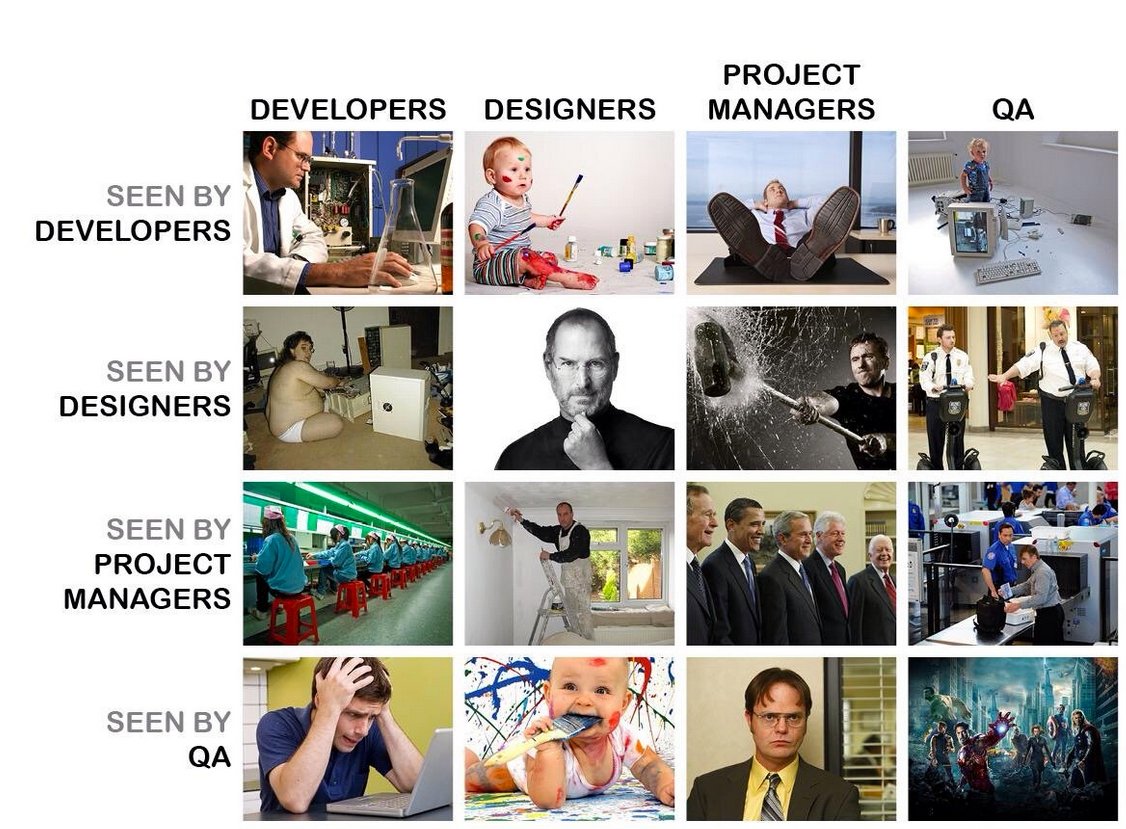 PROJECT
DEVELOPERS DESIGNERS MANAGERS QA
SEEN BY
DEVELOPERS
SEEN BY
DESIGNERS
SEEN BY
PROJECT
MANAGERS
SEEN BY
QA